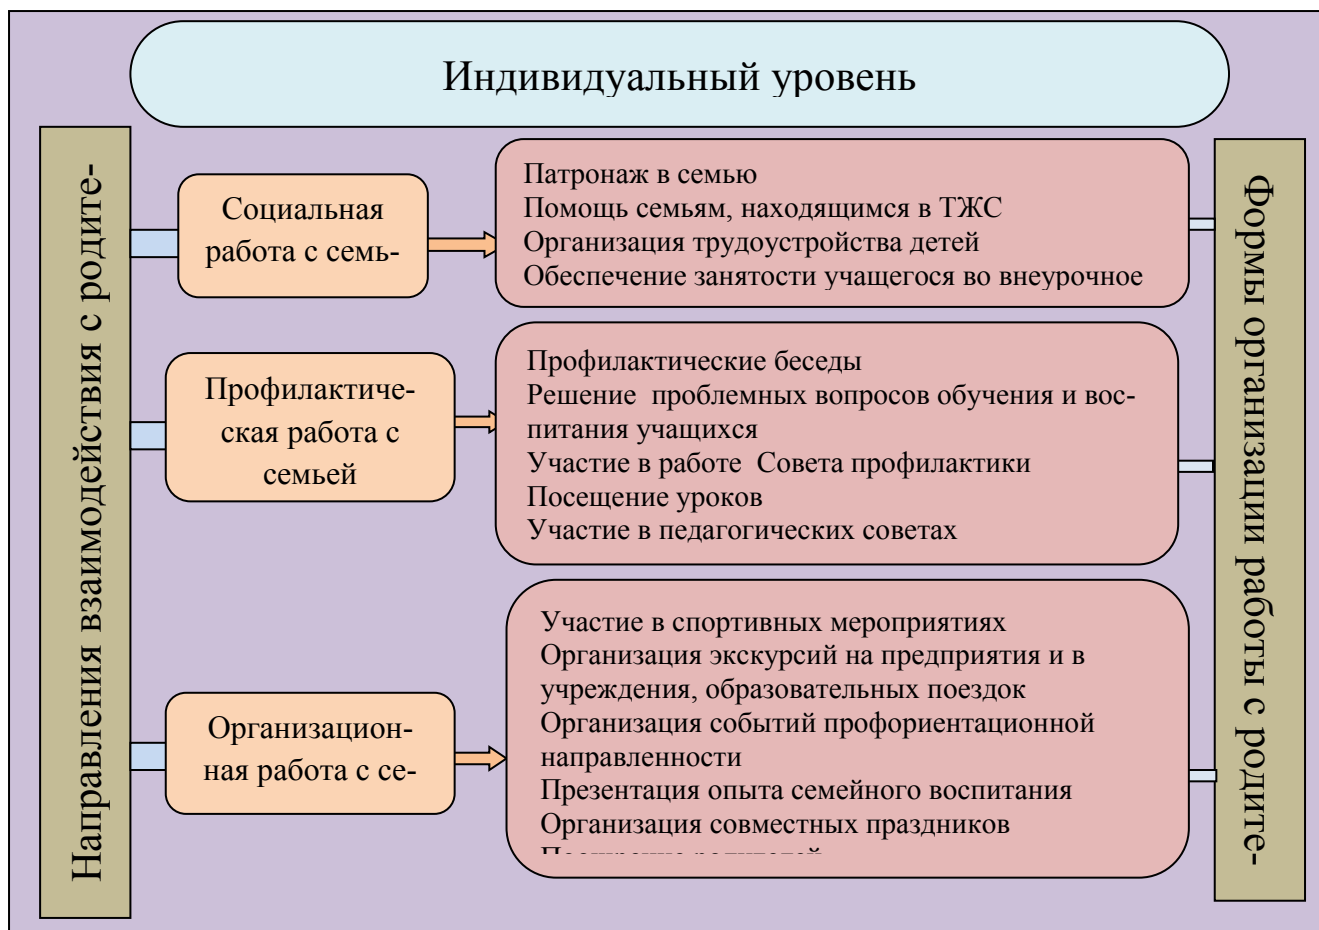 Индивидуальный уровень
Направления взаимодействия с родите-
Социальная
работа с семь-
Патронаж в семью
Помощь семьям, находящимся в ТЖС
Организация трудоустройства детей
Обеспечение занятости учащегося во внеурочное
Профилактиче-
ская работа с
семьей
Профилактические беседы
Решение проблемных вопросов обучения и вос-
питания учащихся
Участие в работе Совета профилактики
Посещение уроков
Участие в педагогических советах
Организацион-
ная работа с се-
Участие в спортивных мероприятиях
Организация экскурсий на предприятия и в
учреждения, образовательных поездок
Организация событий профориентационной
направленности
Презентация опыта семейного воспитания
Организация совместных праздников
Формы организации работы с родите-